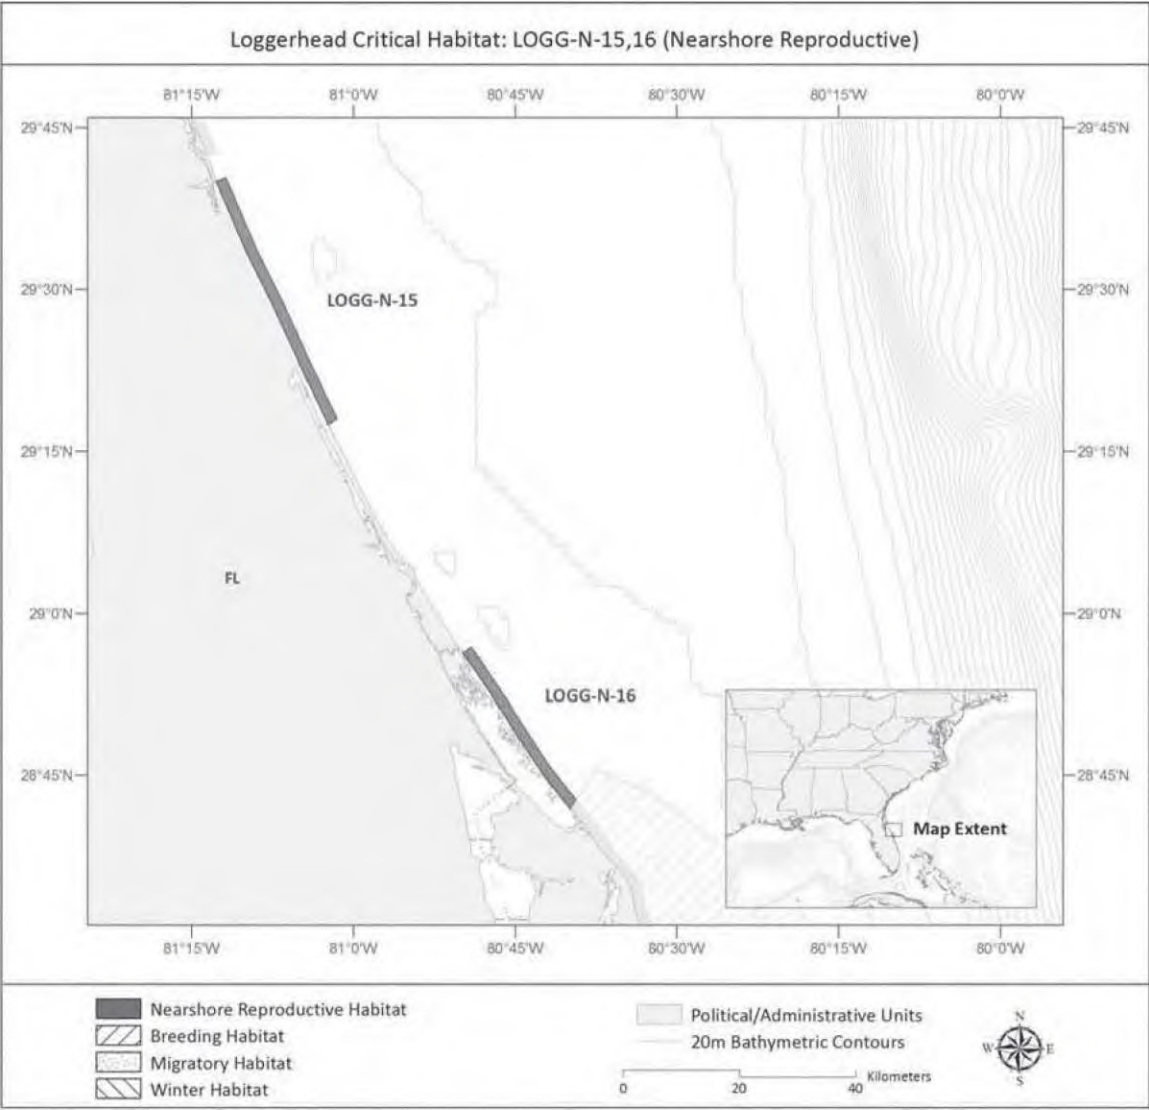 Loggerhead Critical Habitat: LOGG-N-15,16 (Nearshore Reproductive)
81°15'W 81°0'W 80°45'W 80°30'W 80°15'W 80°0'W
29°45'N 29°45'N
29°30'N 29°30'N
LOGG-N-15
29°15'N 29°15'N
FL
29°0'N 29°0'N
LOGG-N-16
28°45'N 28°45'N
Map Extent
81°15'W 81°0'W 80°45'W 80°30'W 80°15'W 80°0'W
Nearshore Reproductive Habitat
Breeding Habitat
Migratory Habitat
Winter Habitat
Political/Administrative Units
20m Bathymetric Contours
Kilometers
0 20 40
N
W E
S